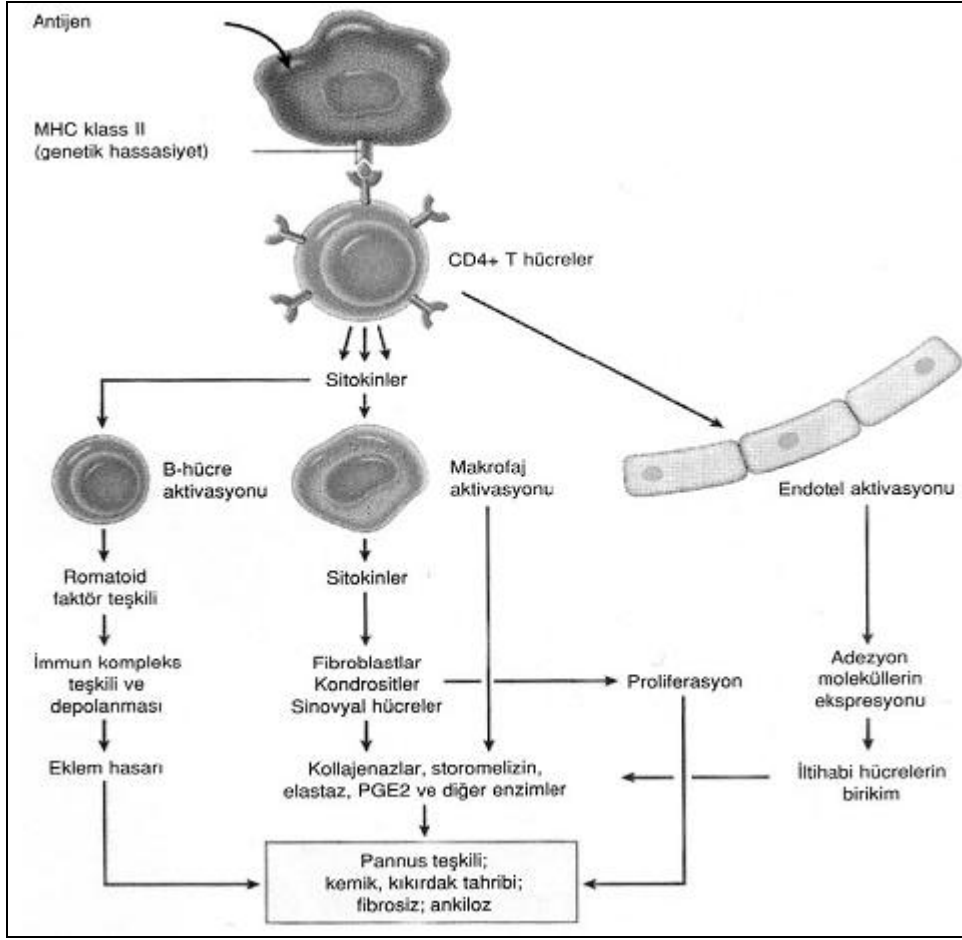 Antijen
MHC klass II
(genetik hassasiyet)
CD4+ T hücreler
Sitokinler
B-hücre
aktivasyonu
Makrofaj
aktivasyonu
Endotel aktivasyonu
Romatoid
faktör teşkili
Sitokinler
İmmun kompleks
teşkili ve
depolanması
Fibroblastlar
Kondrositler
Sinovyal hücreler
Proliferasyon
Adezyon
moleküllerin
ekspresyonu
Eklem hasarı
Kollajenazlar, storomelizin,
elastaz, PGE2 ve diğer enzimler
İltihabi hücrelerin
birikim
Pannus teşkili;
kemik, kıkırdak tahribi;
fibrosiz; ankiloz